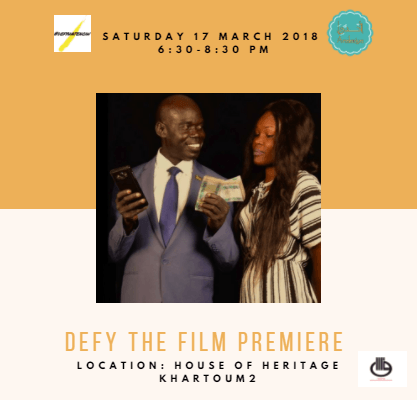 SATURDAY 17 MARCH 2018
6:30-8:30 PM
DEFY THE FILM PREMIERE
LOCATION: HOUSE OF HERITAGE
KHARTOUM2